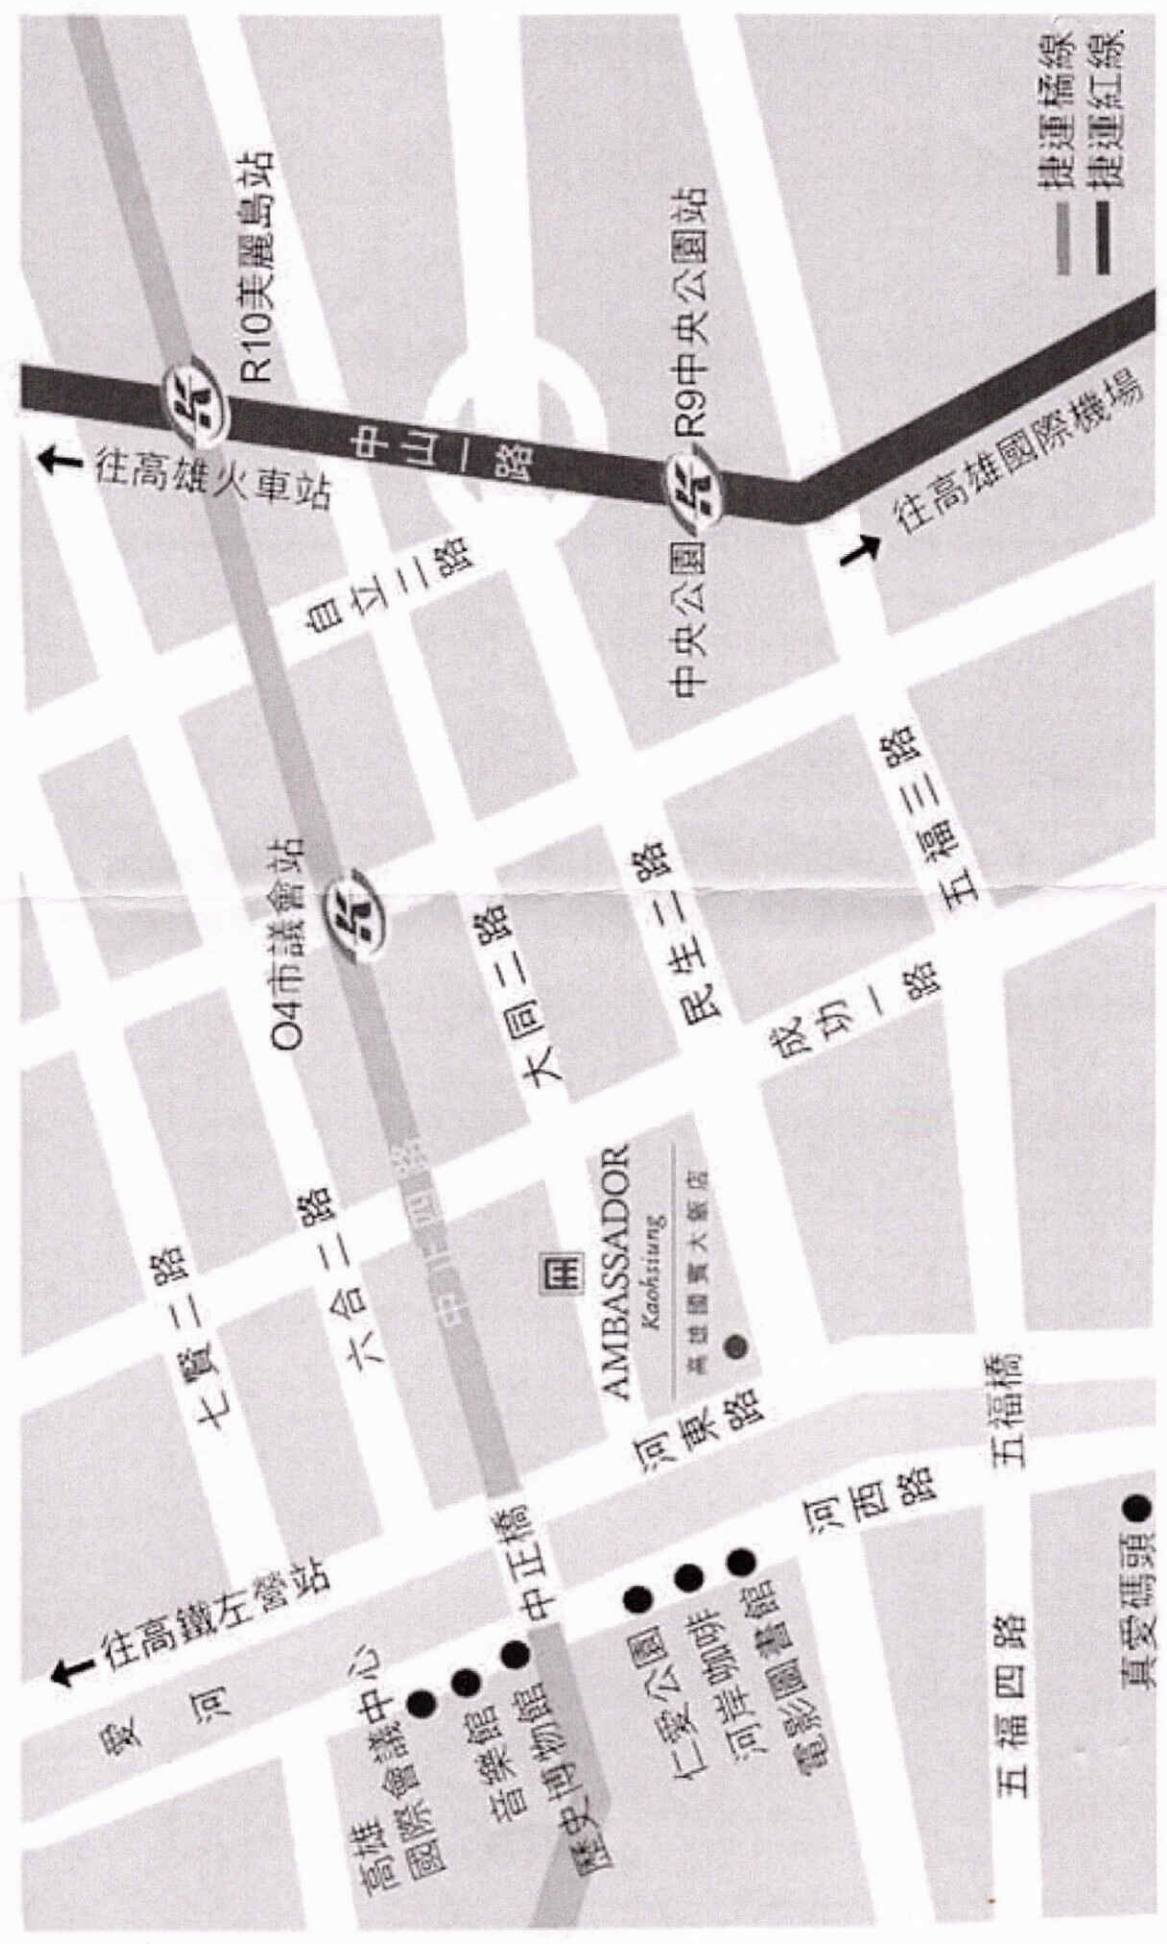 往高鐵左營站
愛河
七賢二路
六合二路
O4市議會站
往高雄火車站
R10美麗島站
自立二路
中山一路
中正四路
大同二路
民生二路
成功一路
中央公園
R9中央公園站
往高雄國際機場
五福三路
AMBASSADOR
Kaohsiung
高雄國賓大飯店
河東路
河西路
中正橋
五福橋
五福四路
高雄
國際會議中心
音樂館
歷史博物館
仁愛公園
河岸咖啡
電影圖書館
真愛碼頭
捷運橘線
捷運紅線